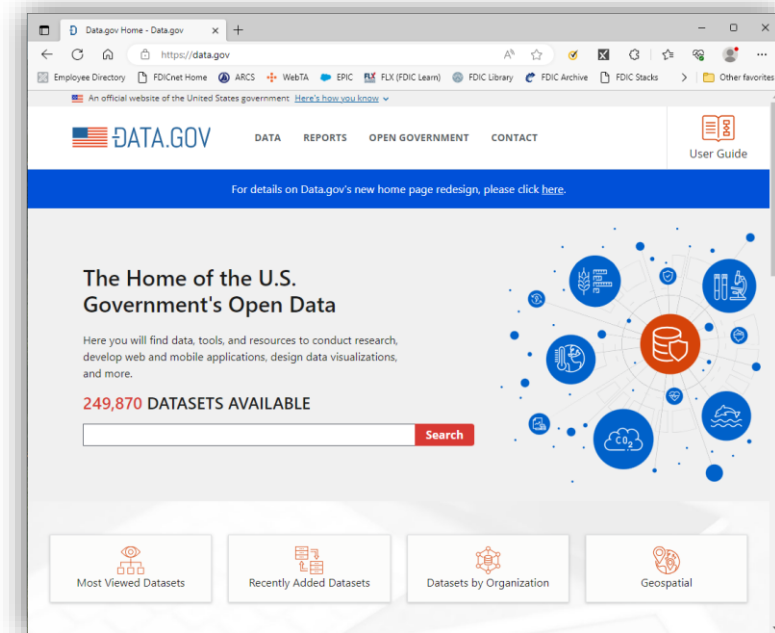 Data.gov Home - Data.gov
https://data.gov
Employee Directory FDICnet Home ARCS WebTA EPIC FLX FLX (FDIC Learn) FDIC Library FDIC Archive FDIC Stacks Other favorites
An official website of the United States government Here's how you know
DATA.GOV DATA REPORTS OPEN GOVERNMENT CONTACT
User Guide
For details on Data.gov's new home page redesign, please click here.
The Home of the U.S.
Government's Open Data
Here you will find data, tools, and resources to conduct research,
develop web and mobile applications, design data visualizations,
and more.
249,870 DATASETS AVAILABLE
Search
CO2
Most Viewed Datasets Recently Added Datasets Datasets by Organization Geospatial